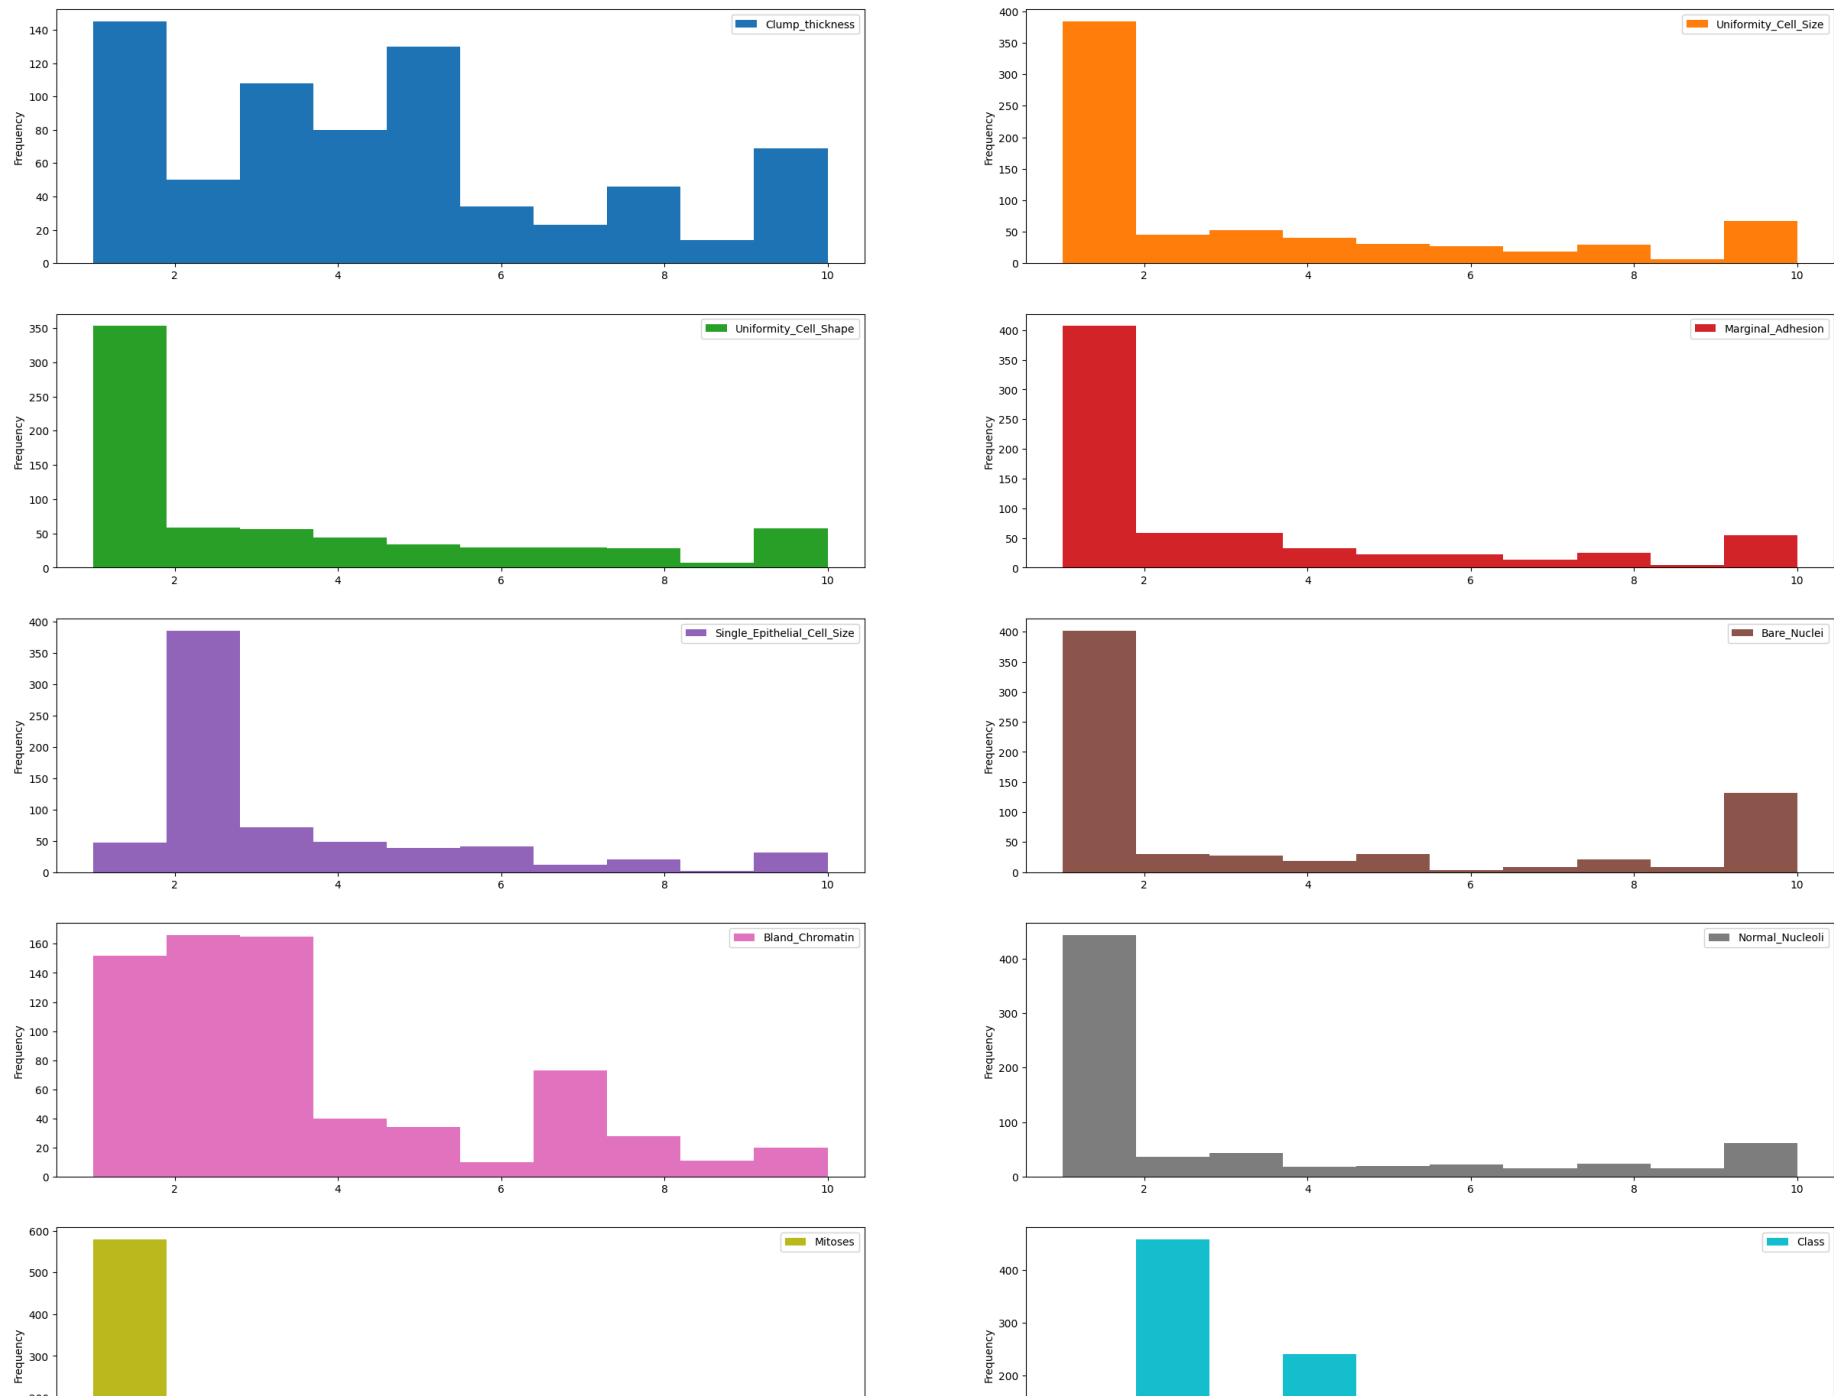 Clump_thickness
Frequency
140
120
100
80
60
40
20
0
2 4 6 8 10
Uniformity_Cell_Size
Frequency
400
350
300
250
200
150
100
50
0
2 4 6 8 10
Uniformity_Cell_Shape
Frequency
350
300
250
200
150
100
50
0
2 4 6 8 10
Marginal_Adhesion
Frequency
400
350
300
250
200
150
100
50
0
2 4 6 8 10
Single_Epithelial_Cell_Size
Frequency
400
350
300
250
200
150
100
50
0
2 4 6 8 10
Bare_Nuclei
Frequency
400
350
300
250
200
150
100
50
0
2 4 6 8 10
Bland_Chromatin
Frequency
160
140
120
100
80
60
40
20
0
2 4 6 8 10
Normal_Nucleoli
Frequency
400
300
200
100
0
2 4 6 8 10
Mitoses
Frequency
600
500
400
300
Class
Frequency
400
300
200